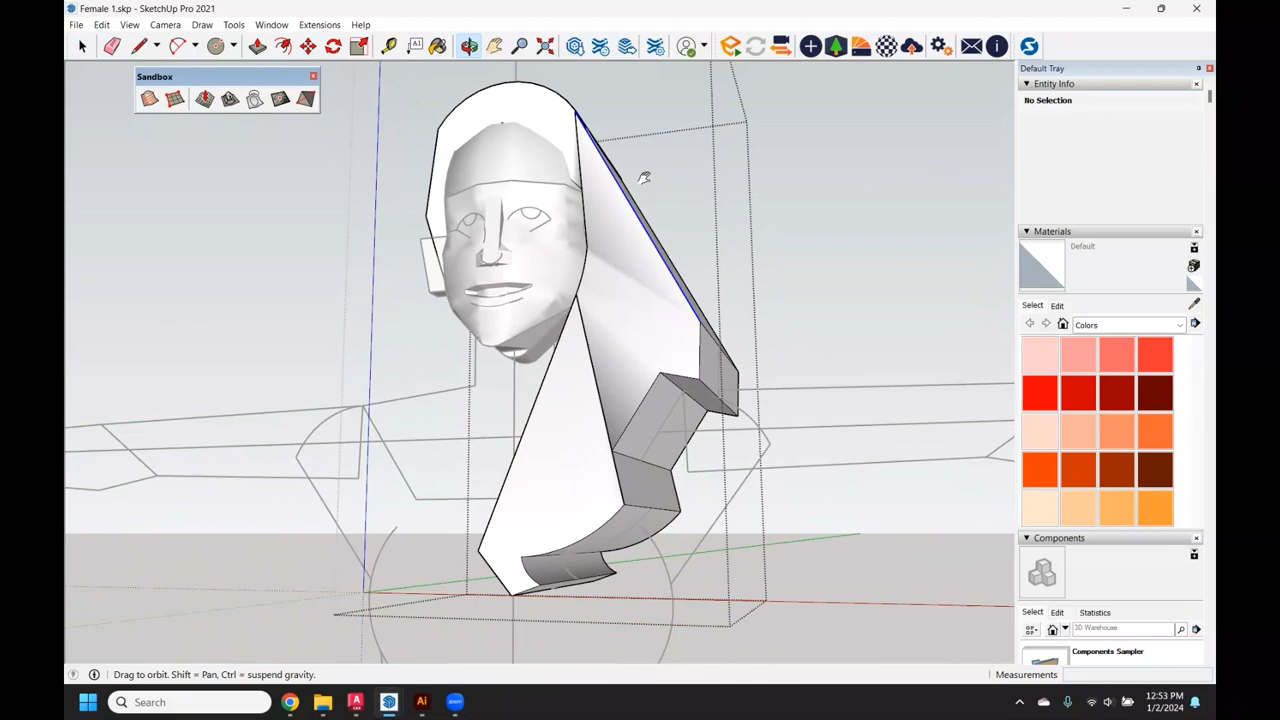 Female 1.skp - SketchUp Pro 2021
File Edit View Camera Draw Tools Window Extensions Help
Sandbox
Default Tray
Entity Info
No Selection
Materials
Default
Select Edit
Colors
Components
Select Edit Statistics
3D Warehouse
Components Sampler
Drag to orbit. Shift = Pan, Ctrl = suspend gravity.
Measurements
Search
12:53 PM
1/2/2024